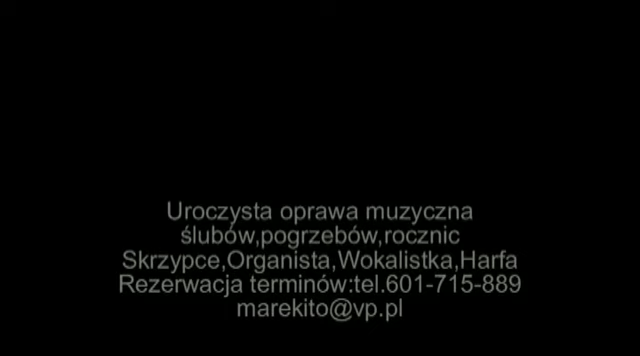 Uroczysta oprawa muzyczna
ślubów,pogrzebów,rocznic
Skrzypce,Organista,Wokalistka,Harfa
Rezerwacja terminów:tel.601-715-889
marekito@vp.pl